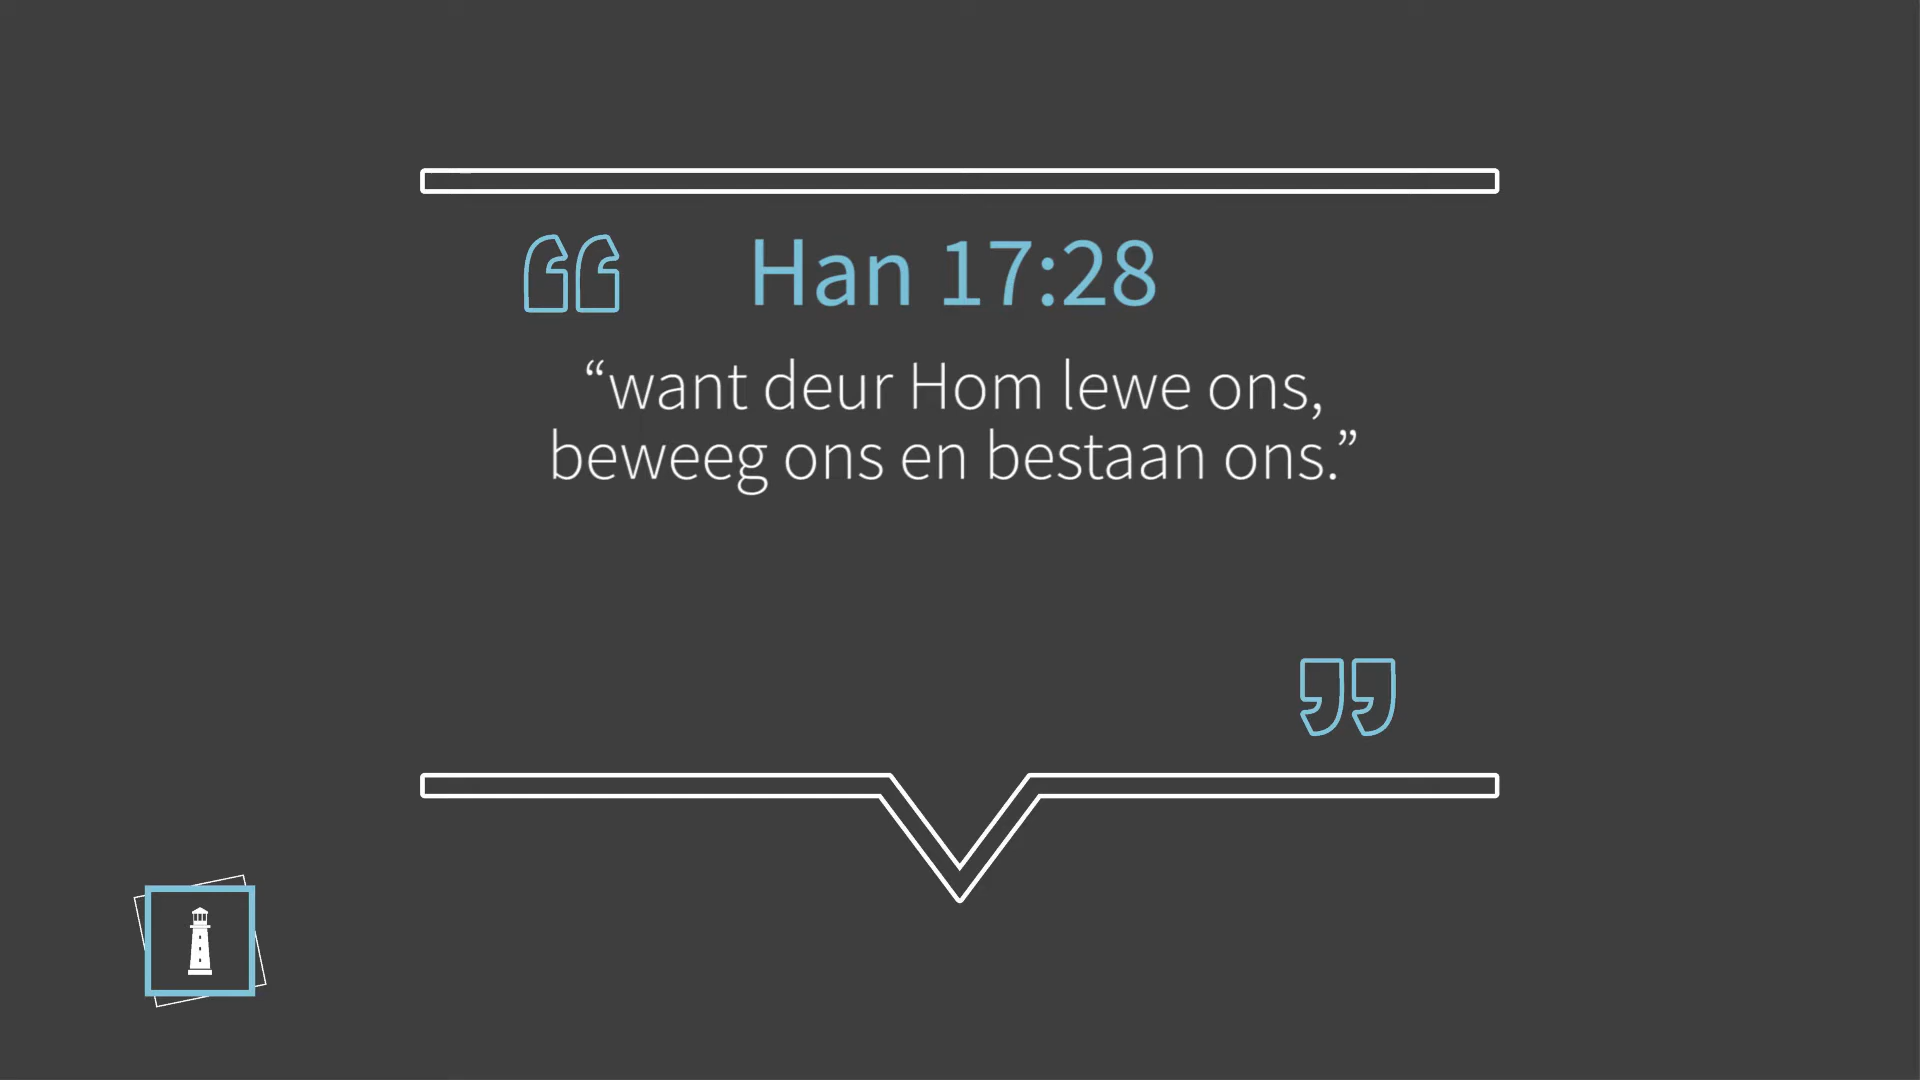 Han 17:28
“want deur Hom lewe ons,
beweeg ons en bestaan ons.”